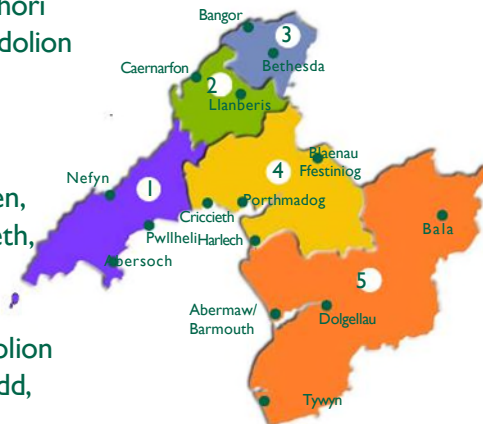 hori
dolion
en,
eth,
olion
dd,
Bangor
3
Bethesda
Caernarfon
2
Llanberis
Blaenau
Ffestiniog
4
Nefyn
1
Criccieth
Porthmadog
Pwllheli
Harlech
Abersoch
Bala
5
Abermaw/
Barmouth
Dolgellau
Tywyn